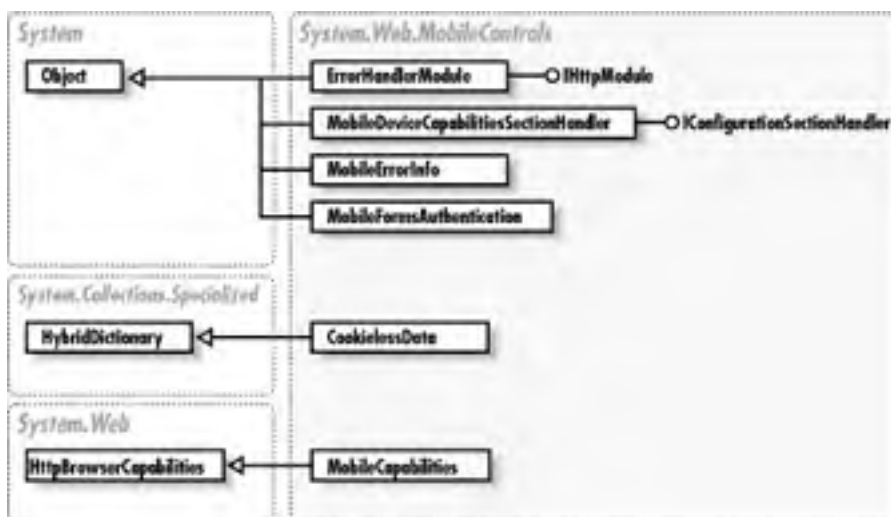 System
System.Web.MobileControls
Object
ErrorHandlerModule
IHttpModule
MobileDeviceCapabilitiesSectionHandler
IConfigurationSectionHandler
MobileErrorInfo
MobileFormsAuthentication
System.Collections.Specialized
HybridDictionary
CookielessData
System.Web
HttpBrowserCapabilities
MobileCapabilities